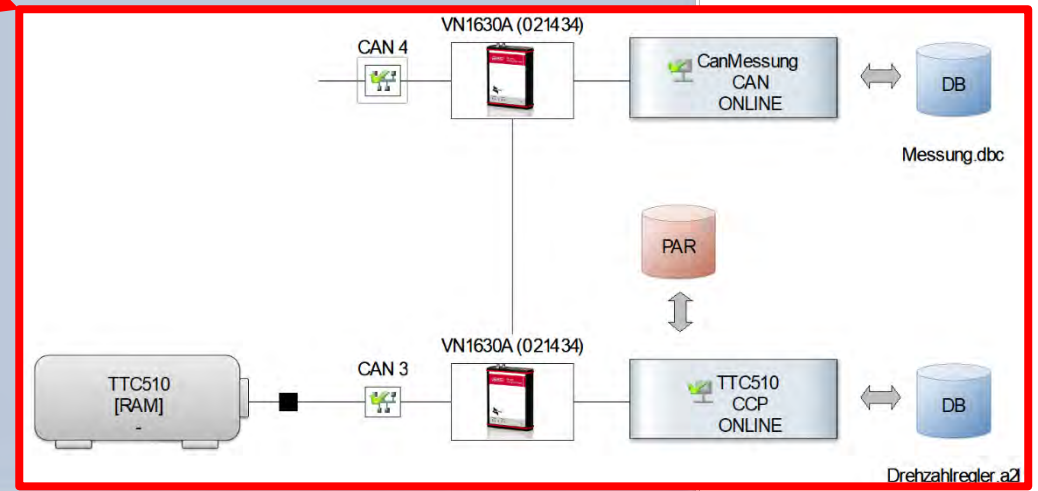 VN1630A (021434)
CAN 4
CanMessung
CAN
ONLINE
DB
Messung.dbc
PAR
VN1630A (021434)
CAN 3
TTC510
[RAM]
-
TTC510
CCP
ONLINE
DB
Drehzahlregler.a2l